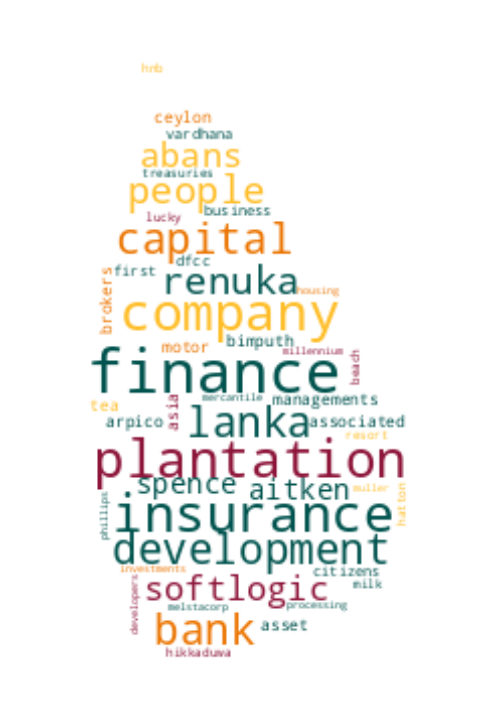 hnb
ceylon
vardhana
abans
treasuries
people
business
lucky
capital
dfcc
first
brokers
renuka
housing
company
bimputh
motor
millennium
beach
finance
mercantile
managements
tea
asia
lanka
arpico
associated
resort
plantation
spence
aitken
muller
phillips
hatton
insurance
development
investments
citizens
developers
softlogic
milk
melstacorp
processing
bank
asset
hikkaduwa